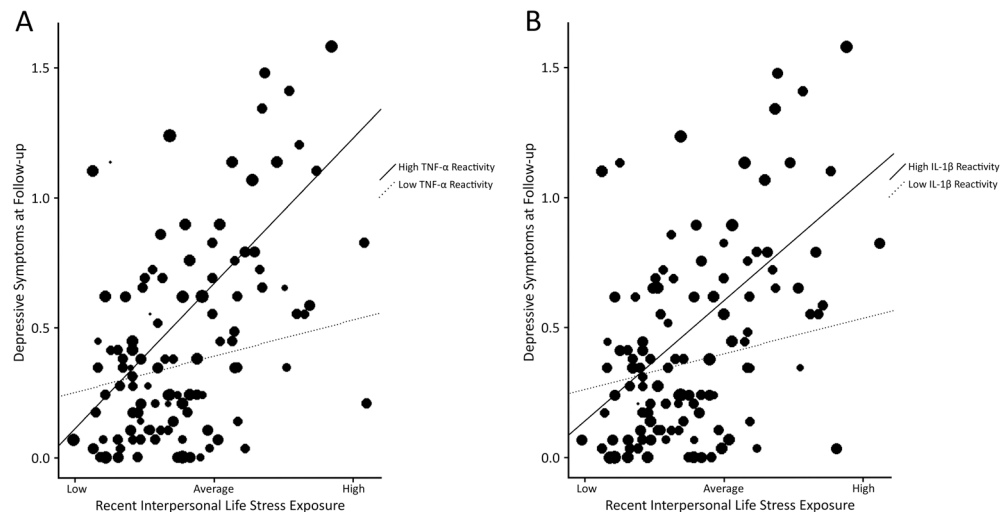 A
Depressive Symptoms at Follow-up
1.5
1.0
0.5
0.0
Low
Average
High
Recent Interpersonal Life Stress Exposure
High TNF-α Reactivity
Low TNF-α Reactivity
B
Depressive Symptoms at Follow-up
1.5
1.0
0.5
0.0
Low
Average
High
Recent Interpersonal Life Stress Exposure
High IL-1β Reactivity
Low IL-1β Reactivity